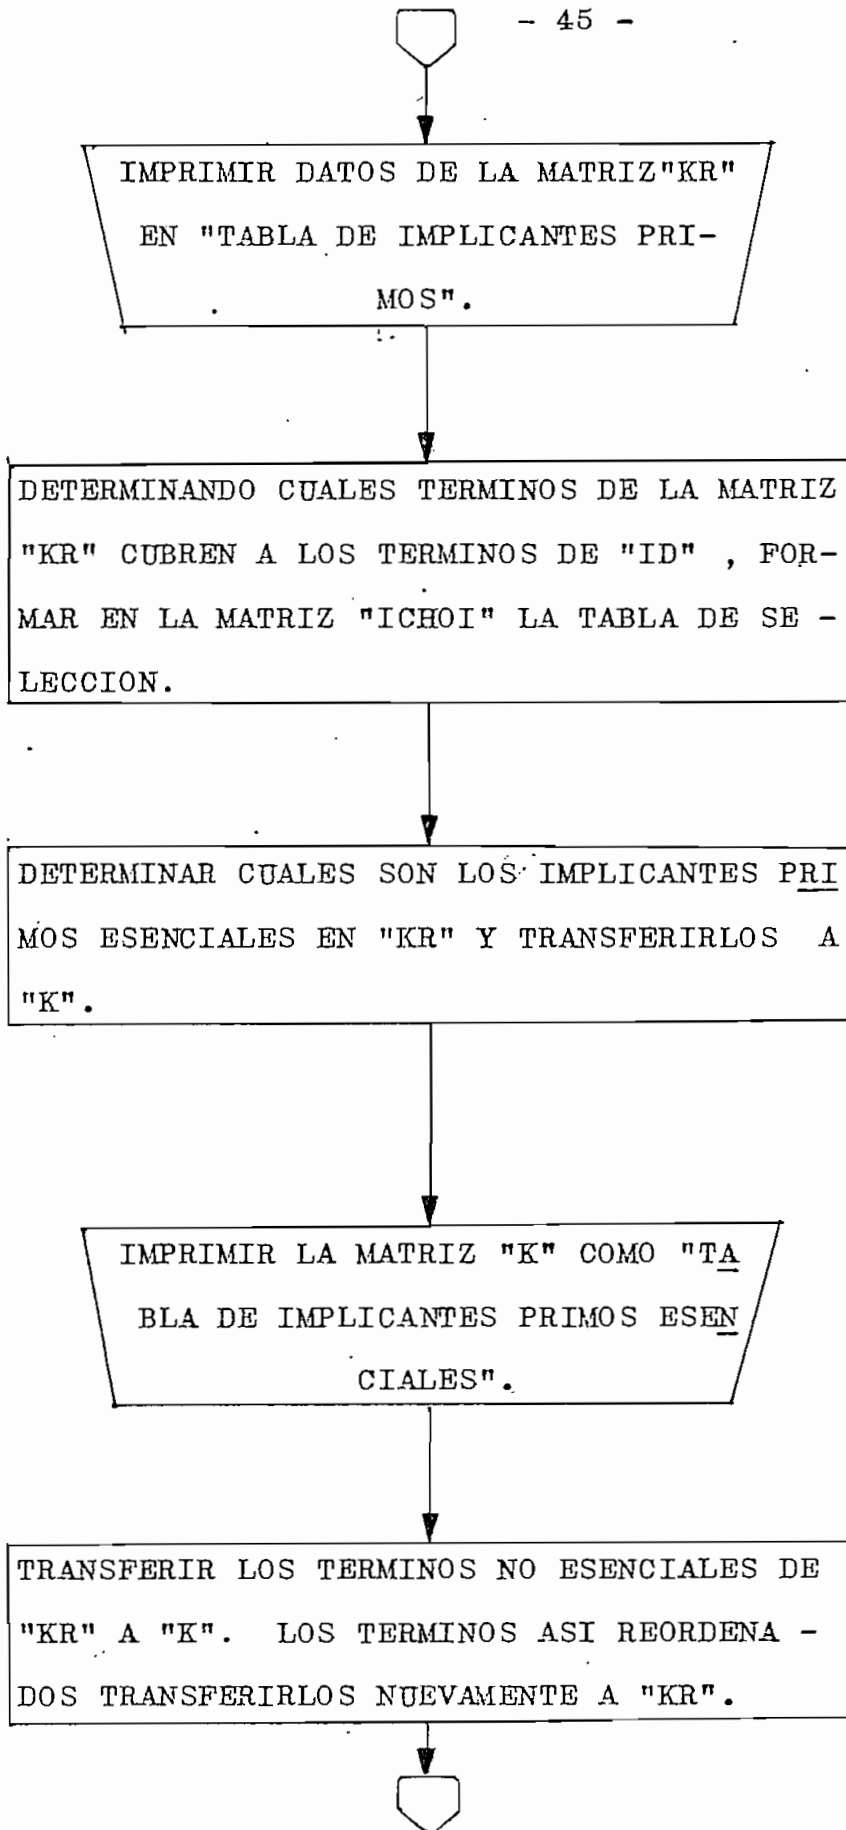 - 45 -
IMPRIMIR DATOS DE LA MATRIZ"KR"
EN "TABLA DE IMPLICANTES PRI-
MOS".
DETERMINANDO CUALES TERMINOS DE LA MATRIZ
"KR" CUBREN A LOS TERMINOS DE "ID" , FOR-
MAR EN LA MATRIZ "ICHOI" LA TABLA DE SE -
LECCION.
DETERMINAR CUALES SON LOS IMPLICANTES PRI
MOS ESENCIALES EN "KR" Y TRANSFERIRLOS A
"K".
IMPRIMIR LA MATRIZ "K" COMO "TA
BLA DE IMPLICANTES PRIMOS ESEN
CIALES".
TRANSFERIR LOS TERMINOS NO ESENCIALES DE
"KR" A "K". LOS TERMINOS ASI REORDENA -
DOS TRANSFERIRLOS NUEVAMENTE A "KR".